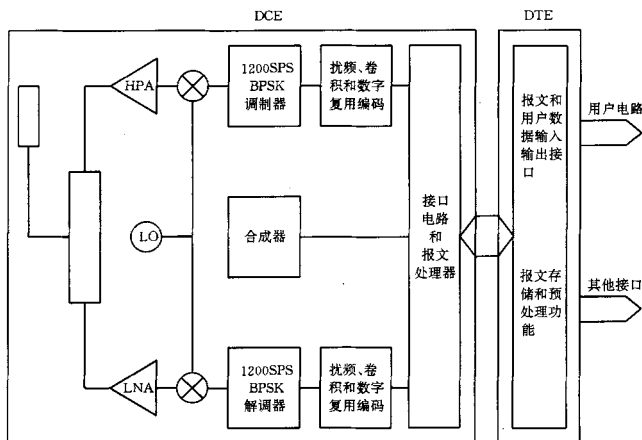 DCE
DTE
HPA
1200SPS
BPSK
调制器
扰频、卷
积和数字
复用编码
报文和
用户数
据输入
输出接
口
用户电路
LO
合成器
接口
电路
和
报文
处理器
报文存
储和预
处理功
能
其他接口
LNA
1200SPS
BPSK
解调器
扰频、卷
积和数字
复用编码